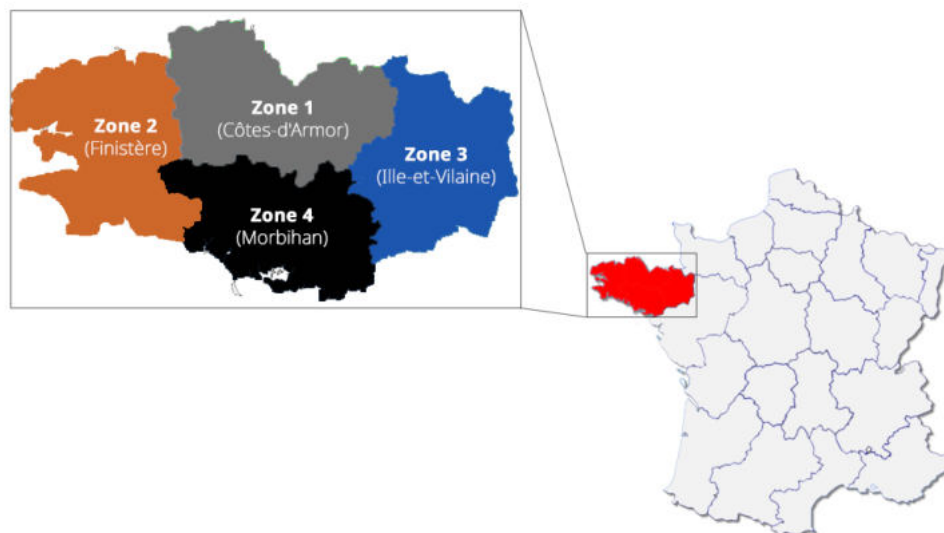 Zone 1
(Côtes-d'Armor)
Zone 2
(Finistère)
Zone 3
(Ille-et-Vilaine)
Zone 4
(Morbihan)